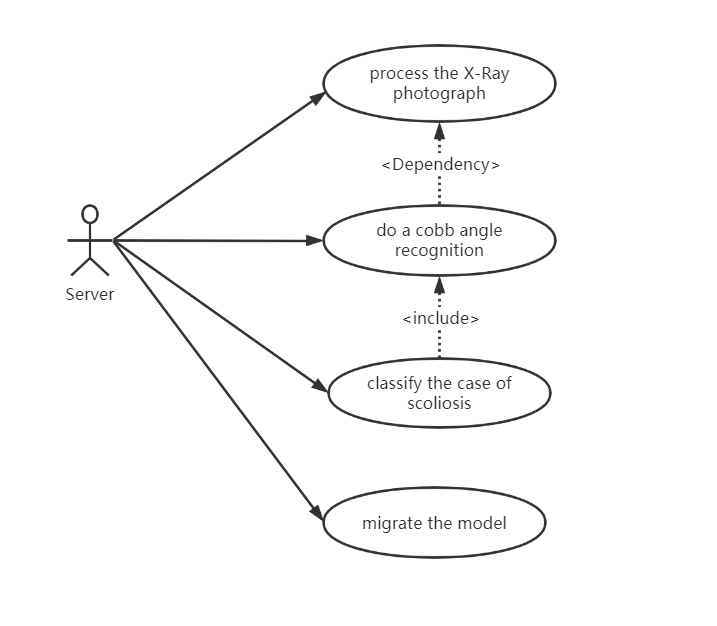 process the X-Ray
photograph
<Dependency>
do a cobb angle
recognition
Server
<include>
classify the case of
scoliosis
migrate the model